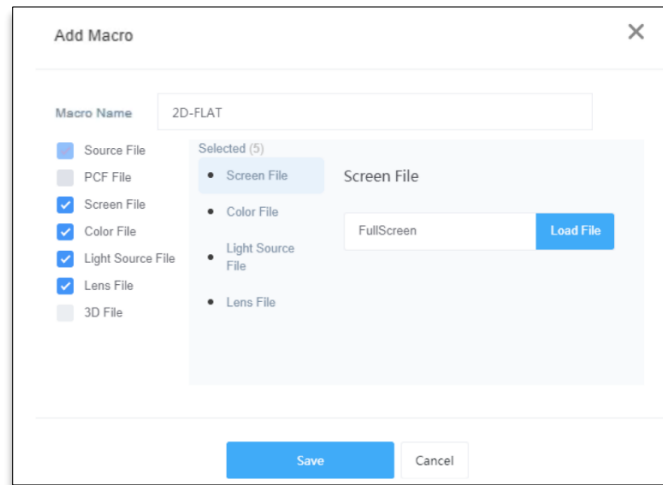 Add Macro
Macro Name
2D-FLAT
Source File
PCF File
Screen File
Color File
Light Source File
Lens File
3D File
Selected (5)
Screen File
Color File
Light Source
File
Lens File
Screen File
FullScreen
Load File
Save
Cancel